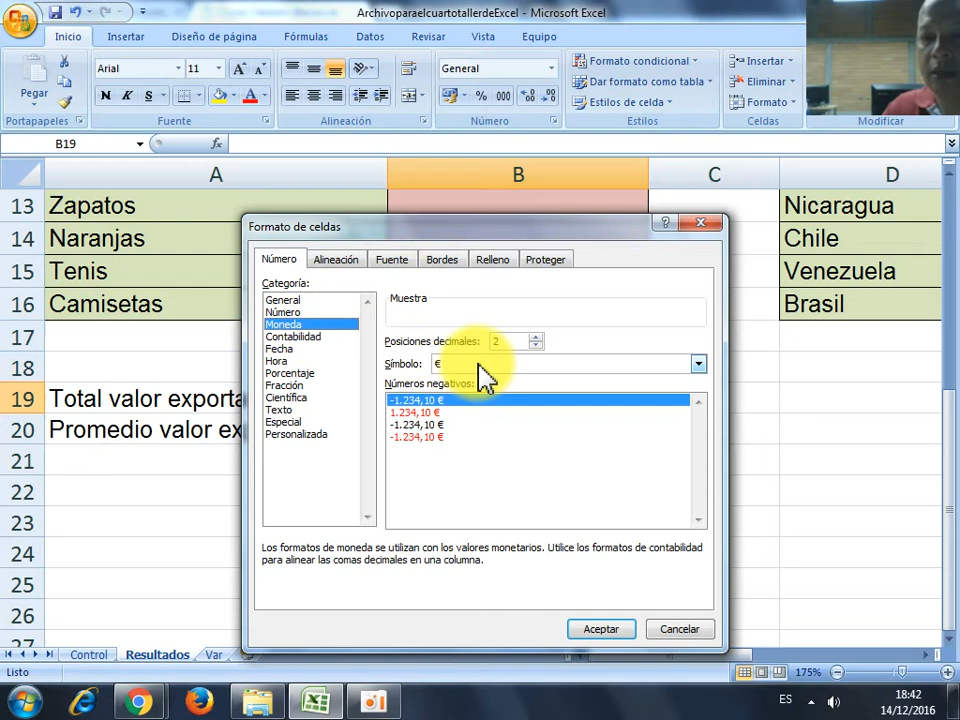 ArchivoparaelcuartotallerdeExcel - Microsoft Excel
Inicio Insertar Diseño de página Fórmulas Datos Revisar Vista Equipo
Pegar
Arial 11
N K S
General
% 000
Formato condicional
Dar formato como tabla
Estilos de celda
Insertar
Eliminar
Formato
Portapapeles Fuente Alineación Número Estilos Celdas Modificar
B19
fx
A B C D
13 Zapatos Nicaragua
14 Naranjas Chile
15 Tenis Venezuela
16 Camisetas Brasil
17
18
19 Total valor exporta
20 Promedio valor ex
21
22
23
24
25
26
27
Formato de celdas
Número Alineación Fuente Bordes Relleno Proteger
Categoría:
General
Número
Moneda
Contabilidad
Fecha
Hora
Porcentaje
Fracción
Científica
Texto
Especial
Personalizada
Muestra
Posiciones decimales: 2
Símbolo: €
Números negativos:
-1.234,10 €
1.234,10 €
-1.234,10 €
-1.234,10 €
Los formatos de moneda se utilizan con los valores monetarios. Utilice los formatos de contabilidad
para alinear las comas decimales en una columna.
Aceptar Cancelar
Control Resultados Var
Listo
175%
ES
18:42
14/12/2016